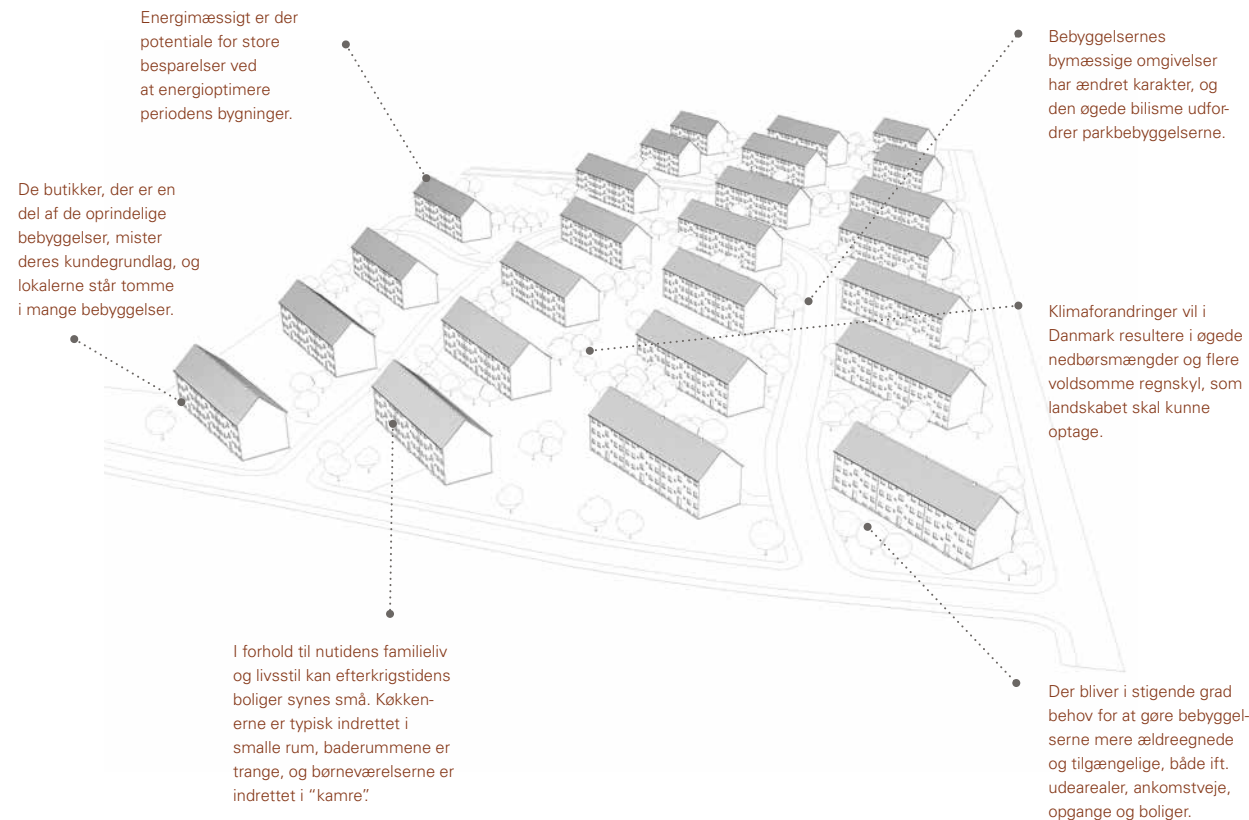 Energimæssigt er der
potentiale for store
besparelser ved
at energioptimere
periodens bygninger.
Bebyggelsernes
bymæssige omgivelser
har ændret karakter, og
den øgede bilisme udfor-
drer parkbebyggelserne.
De butikker, der er en
del af de oprindelige
bebyggelser, mister
deres kundegrundlag, og
lokalerne står tomme
i mange bebyggelser.
Klimaforandringer vil i
Danmark resultere i øgede
nedbørsmængder og flere
voldsomme regnskyl, som
landskabet skal kunne
optage.
I forhold til nutidens familieliv
og livsstil kan efterkrigstidens
boliger synes små. Køkken-
erne er typisk indrettet i
smalle rum, baderummene er
trange, og børneværelserne er
indrettet i “kamre”.
Der bliver i stigende grad
behov for at gøre bebyggel-
serne mere ældreegnede
og tilgængelige, både ift.
udearealer, ankomstveje,
opgange og boliger.